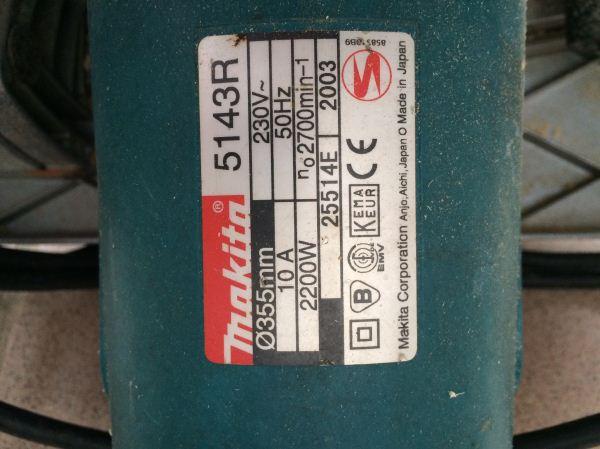 Makita® 5143R
Ø355mm 230V~
10 A 50Hz
2200W n₀2700min-1
25514E 2003
B EMV KEMA KEUR CE S
Makita Corporation Anjo, Aichi, Japan O Made in Japan